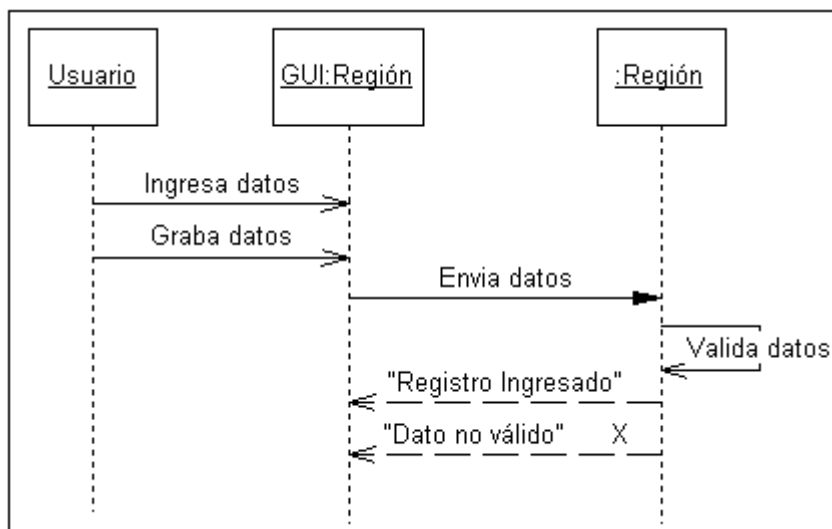 Usuario
GUI:Región
:Región
Ingresa datos
Graba datos
Envia datos
Valida datos
"Registro Ingresado"
"Dato no válido" X